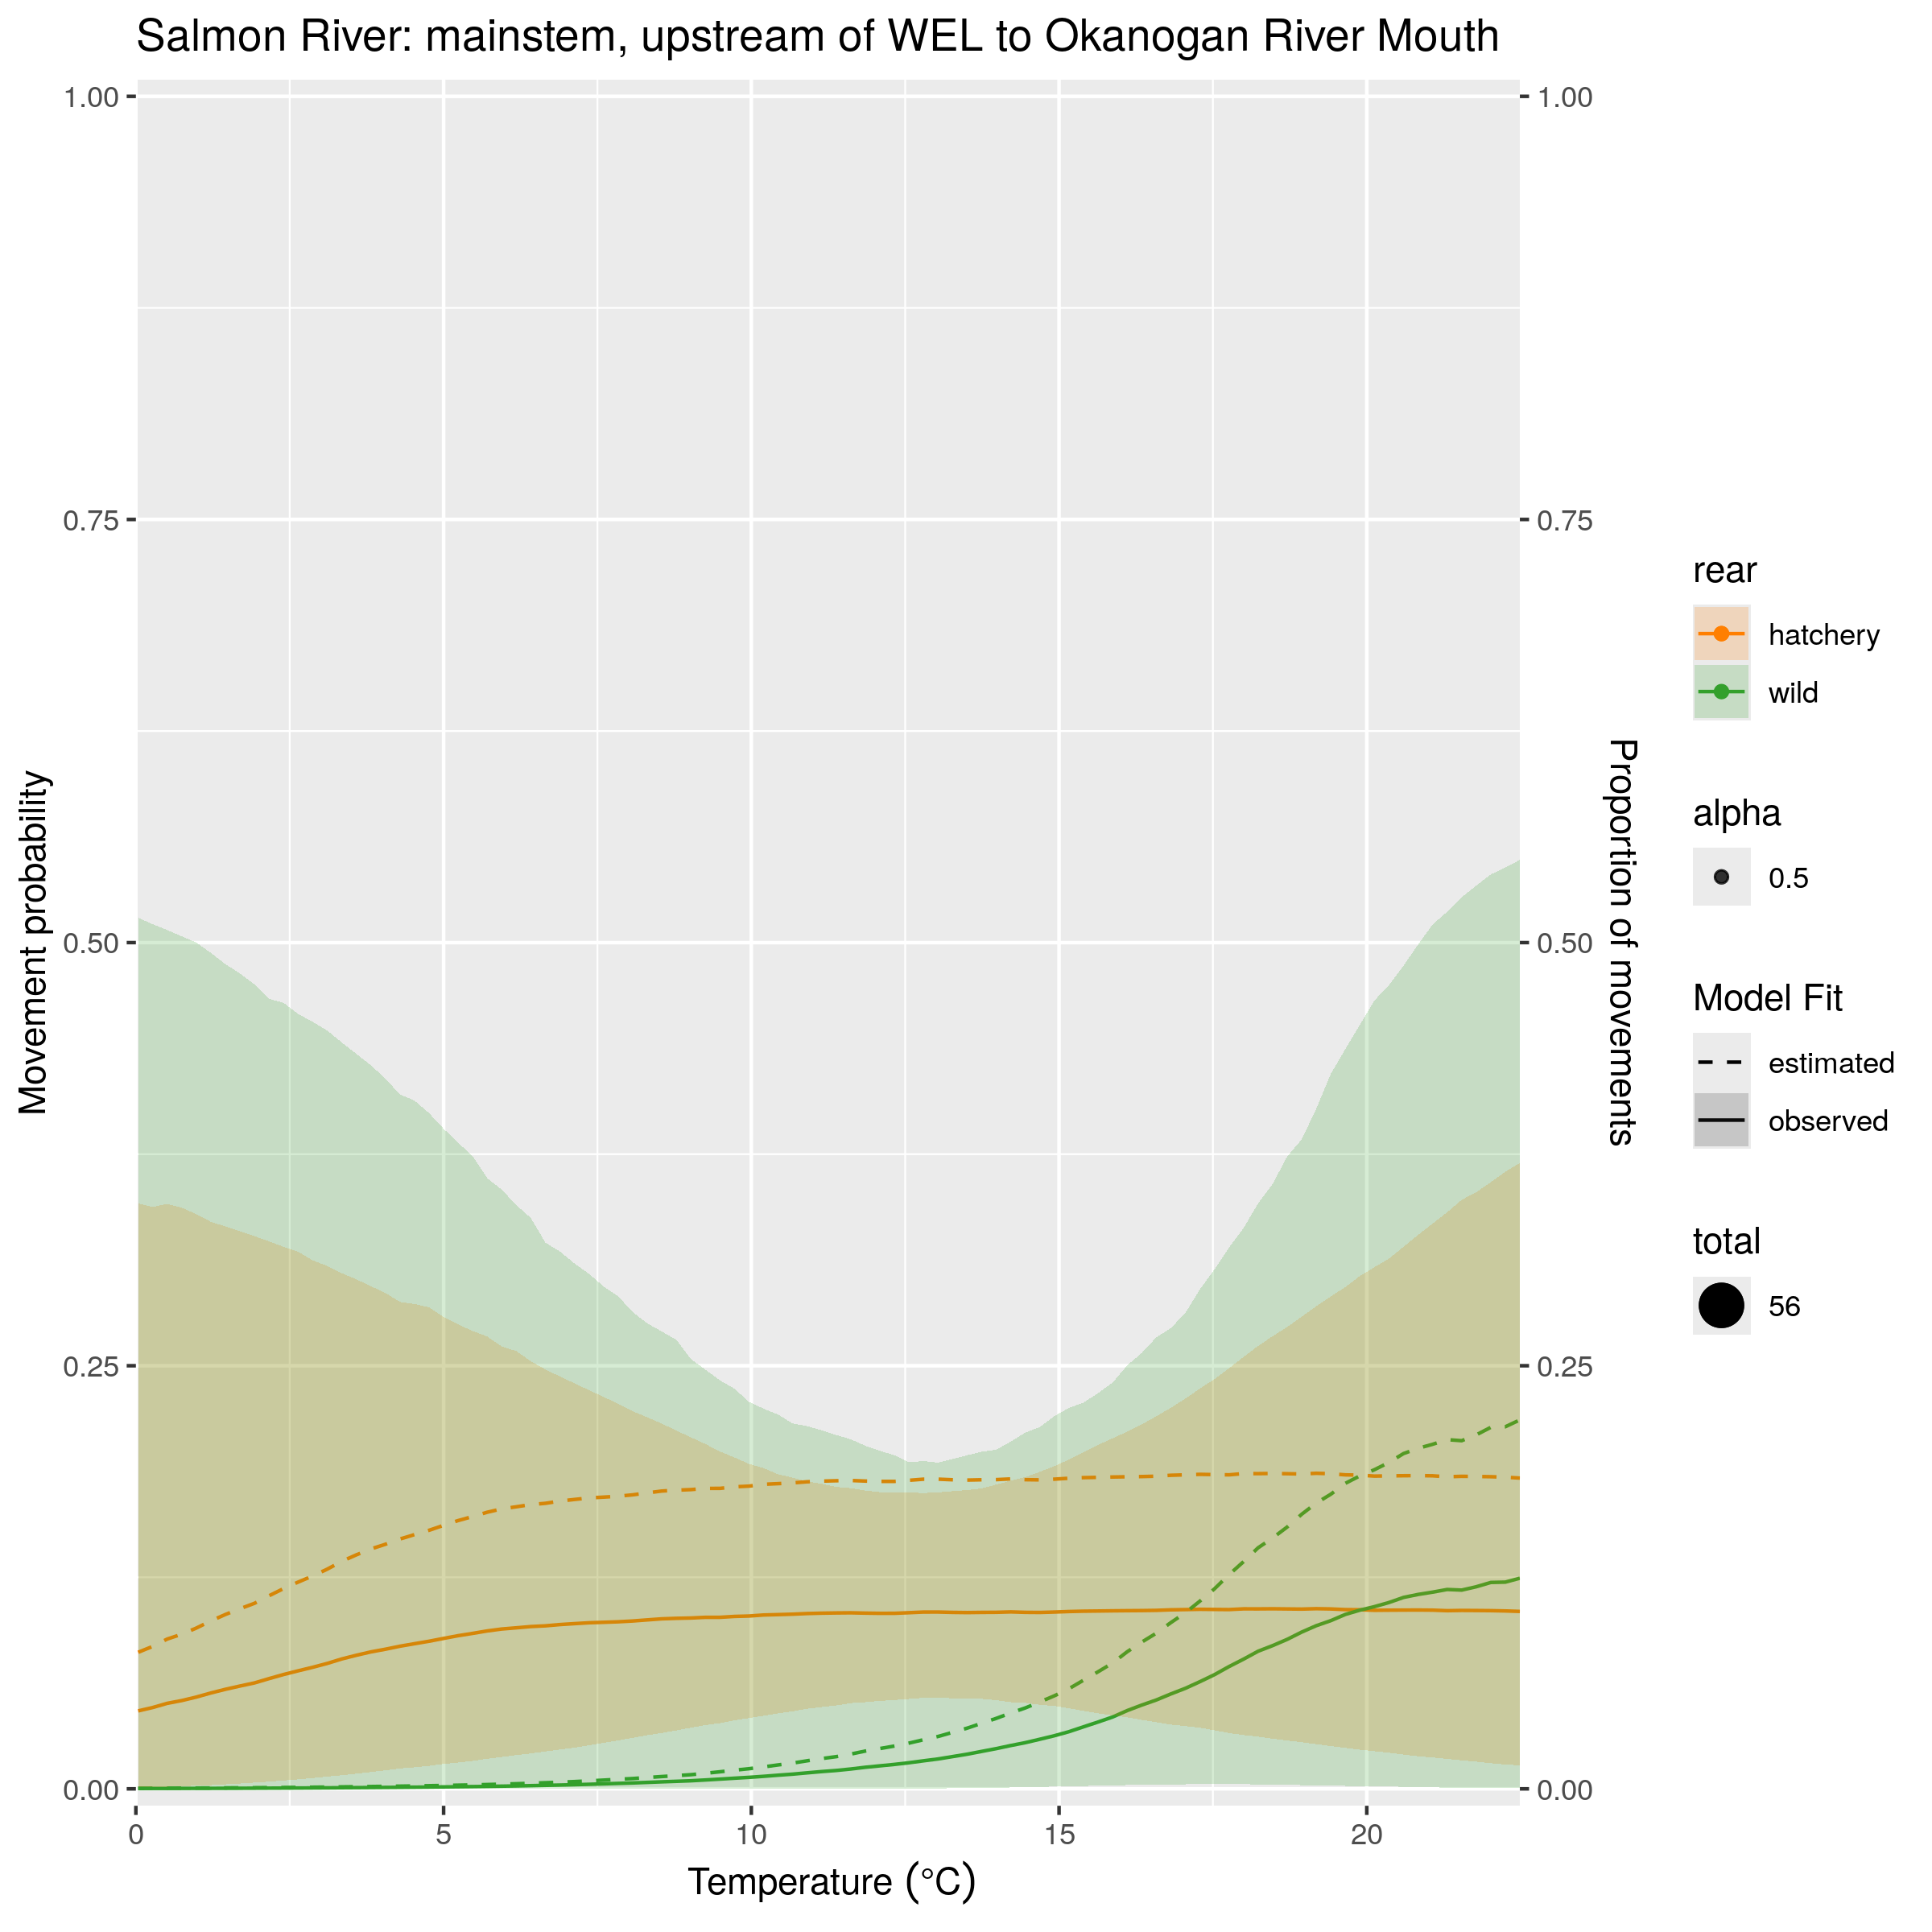 Salmon River: mainstem, upstream of WEL to Okanogan River Mouth
Movement probability
1.00
0.75
0.50
0.25
0.00
0
5
10
15
20
Temperature (°C)
1.00
0.75
0.50
0.25
0.00
Proportion of movements
rear
hatchery
wild
alpha
0.5
Model Fit
estimated
observed
total
56